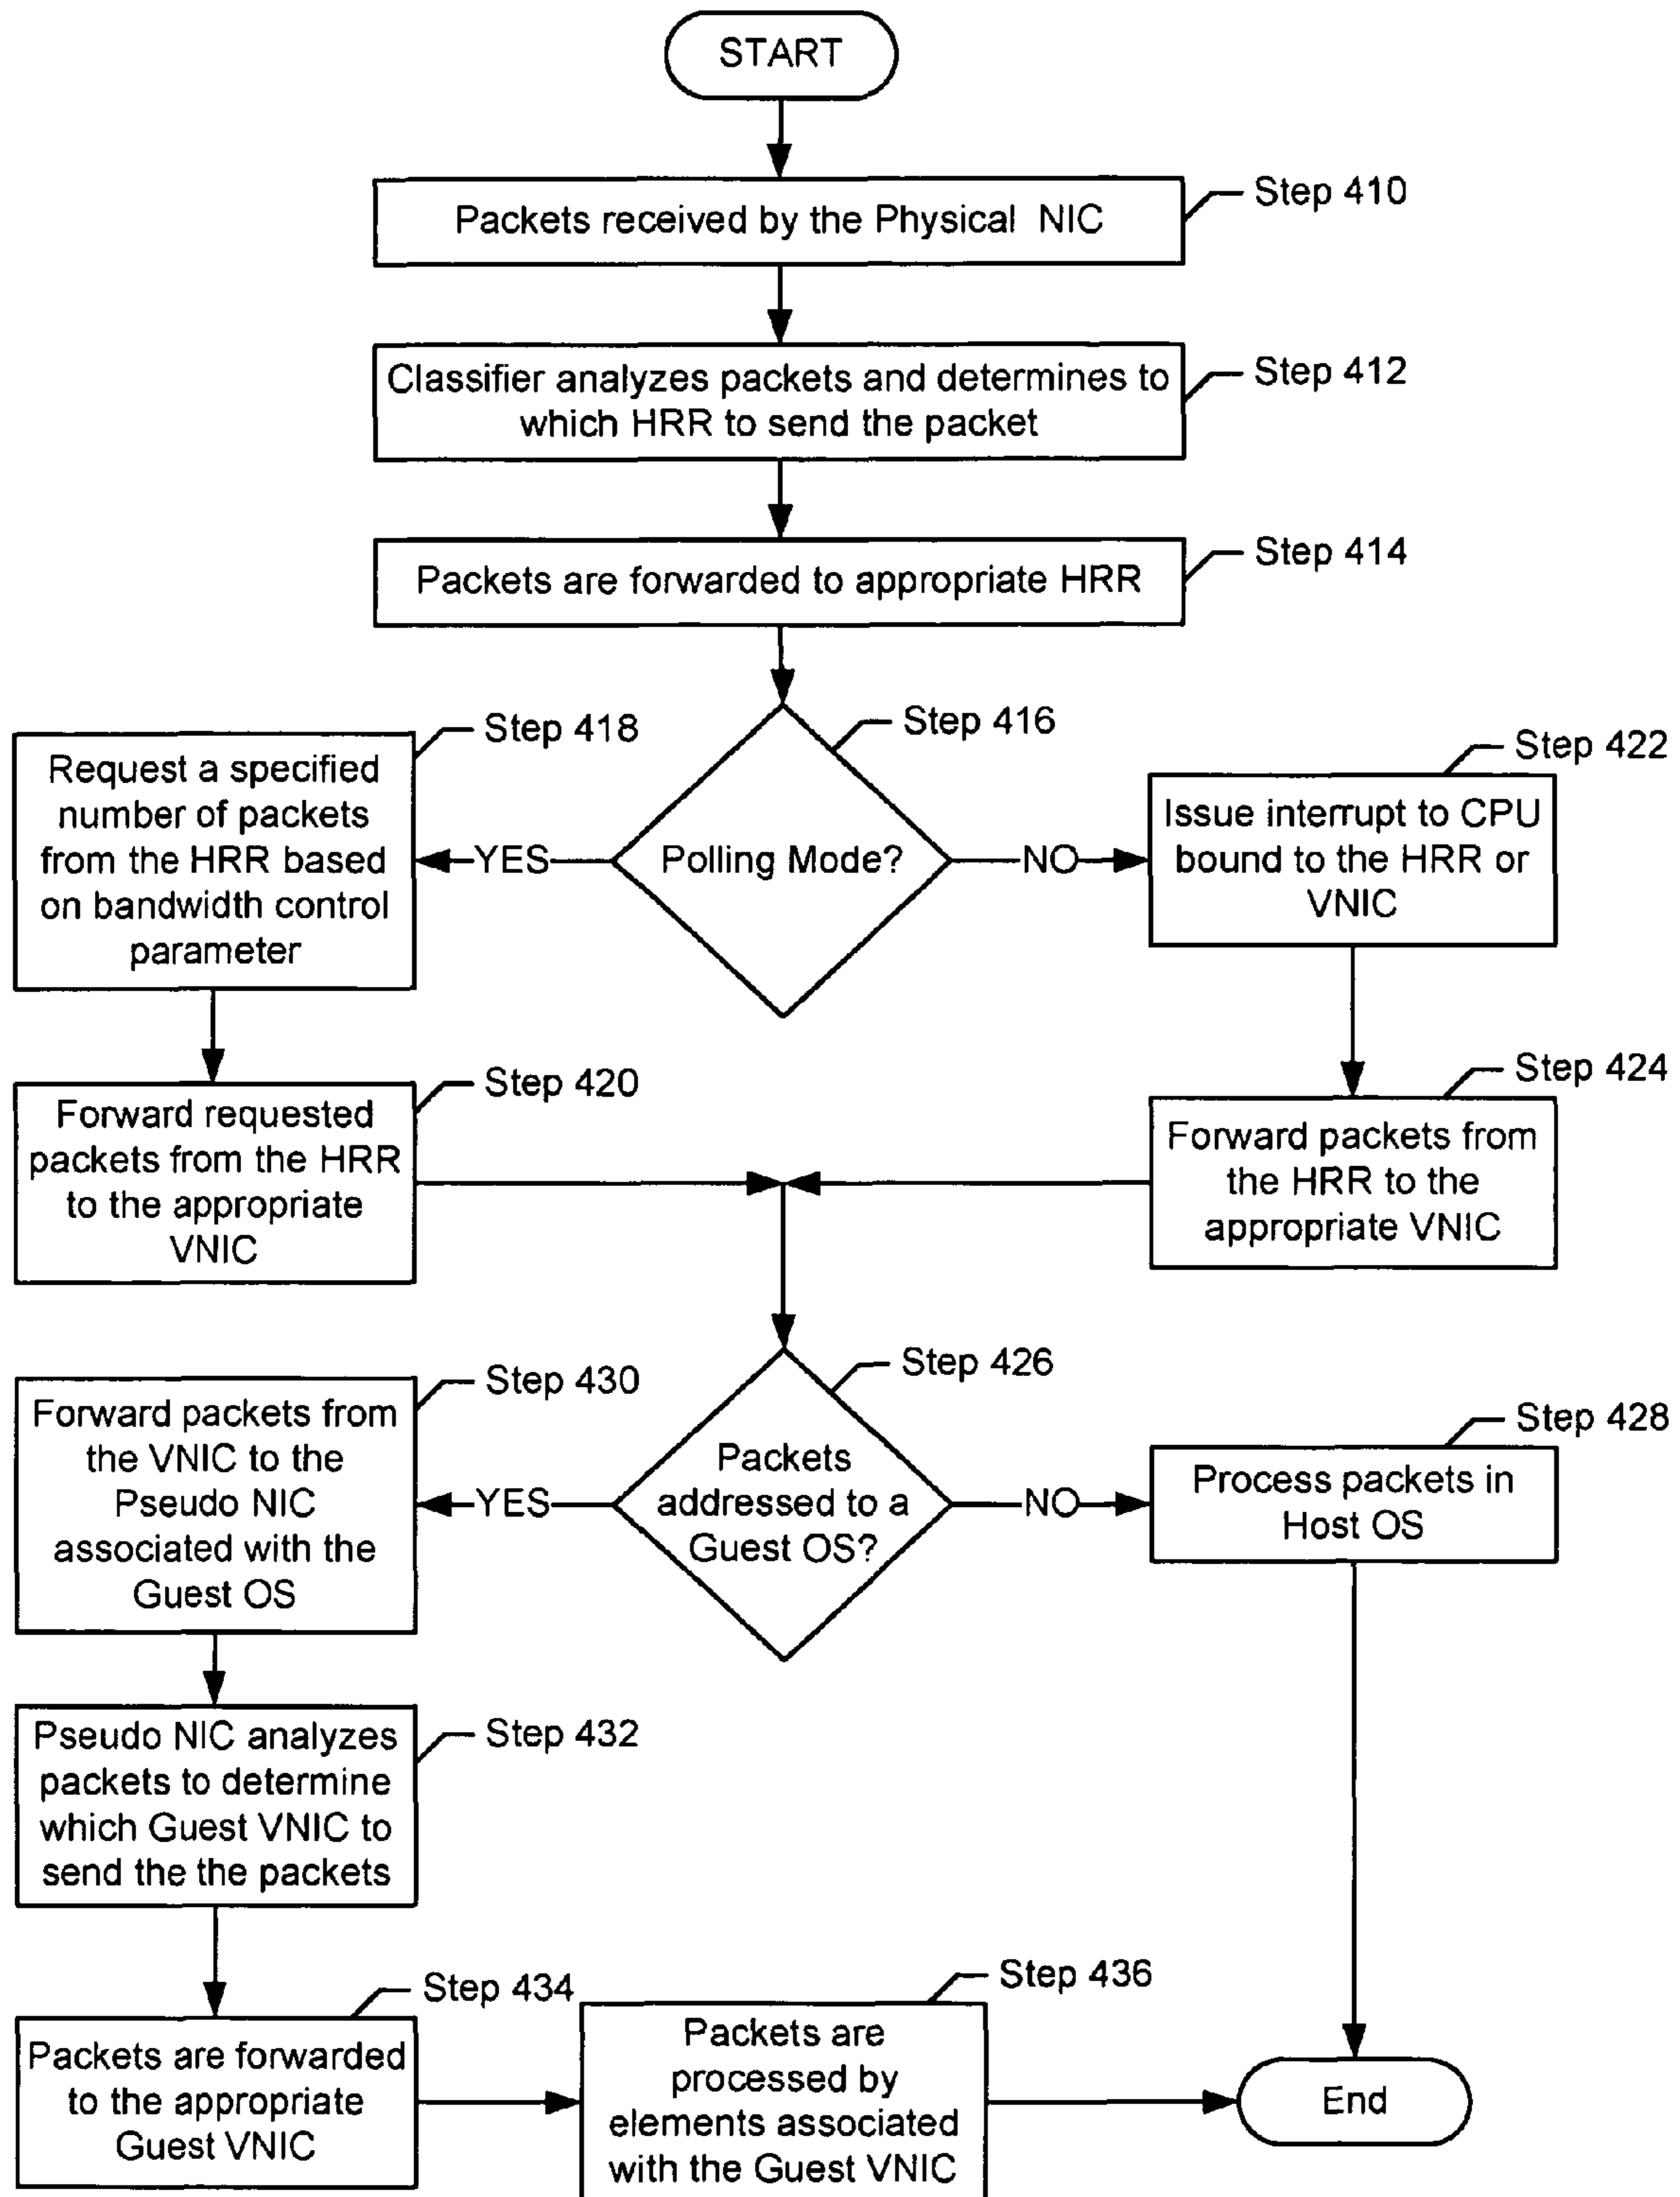 START
Packets received by the Physical NIC
Step 410
Classifier analyzes packets and determines to
which HRR to send the packet
Step 412
Packets are forwarded to appropriate HRR
Step 414
Polling Mode?
Step 416
YES
NO
Request a specified
number of packets
from the HRR based
on bandwidth control
parameter
Step 418
Issue interrupt to CPU
bound to the HRR or
VNIC
Step 422
Forward requested
packets from the HRR
to the appropriate
VNIC
Step 420
Forward packets from
the HRR to the
appropriate VNIC
Step 424
Packets
addressed to a
Guest OS?
Step 426
YES
NO
Forward packets from
the VNIC to the
Pseudo NIC
associated with the
Guest OS
Step 430
Process packets in
Host OS
Step 428
Pseudo NIC analyzes
packets to determine
which Guest VNIC to
send the the packets
Step 432
Packets are forwarded
to the appropriate
Guest VNIC
Step 434
Packets are
processed by
elements associated
with the Guest VNIC
Step 436
End